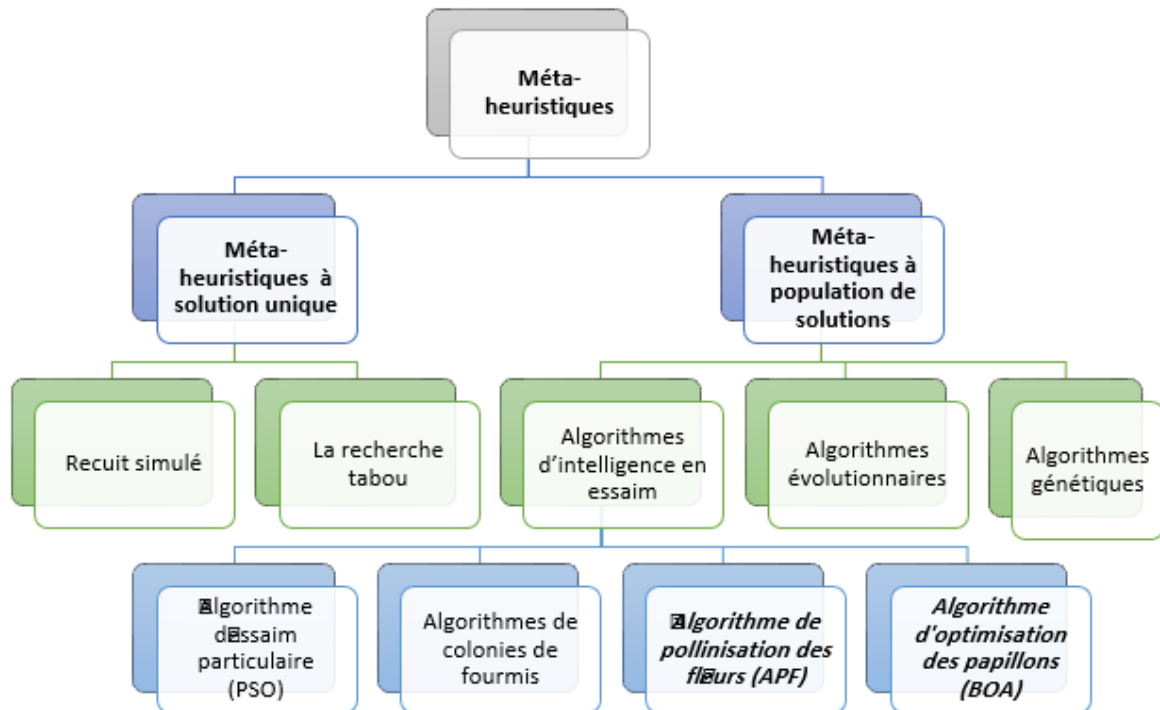 Méta-
heuristiques
Méta-
heuristiques à
solution unique
Méta-
heuristiques à
population de
solutions
Recuit simulé
La recherche
tabou
Algorithmes
d’intelligence en
essaim
Algorithmes
évolutionnaires
Algorithmes
génétiques
Algorithme
particulaire
(PSO)
Algorithmes de
colonies de
fourmis
Algorithme de
pollinisation des
(APF)
Algorithme
d'optimisation
des papillons
(BOA)